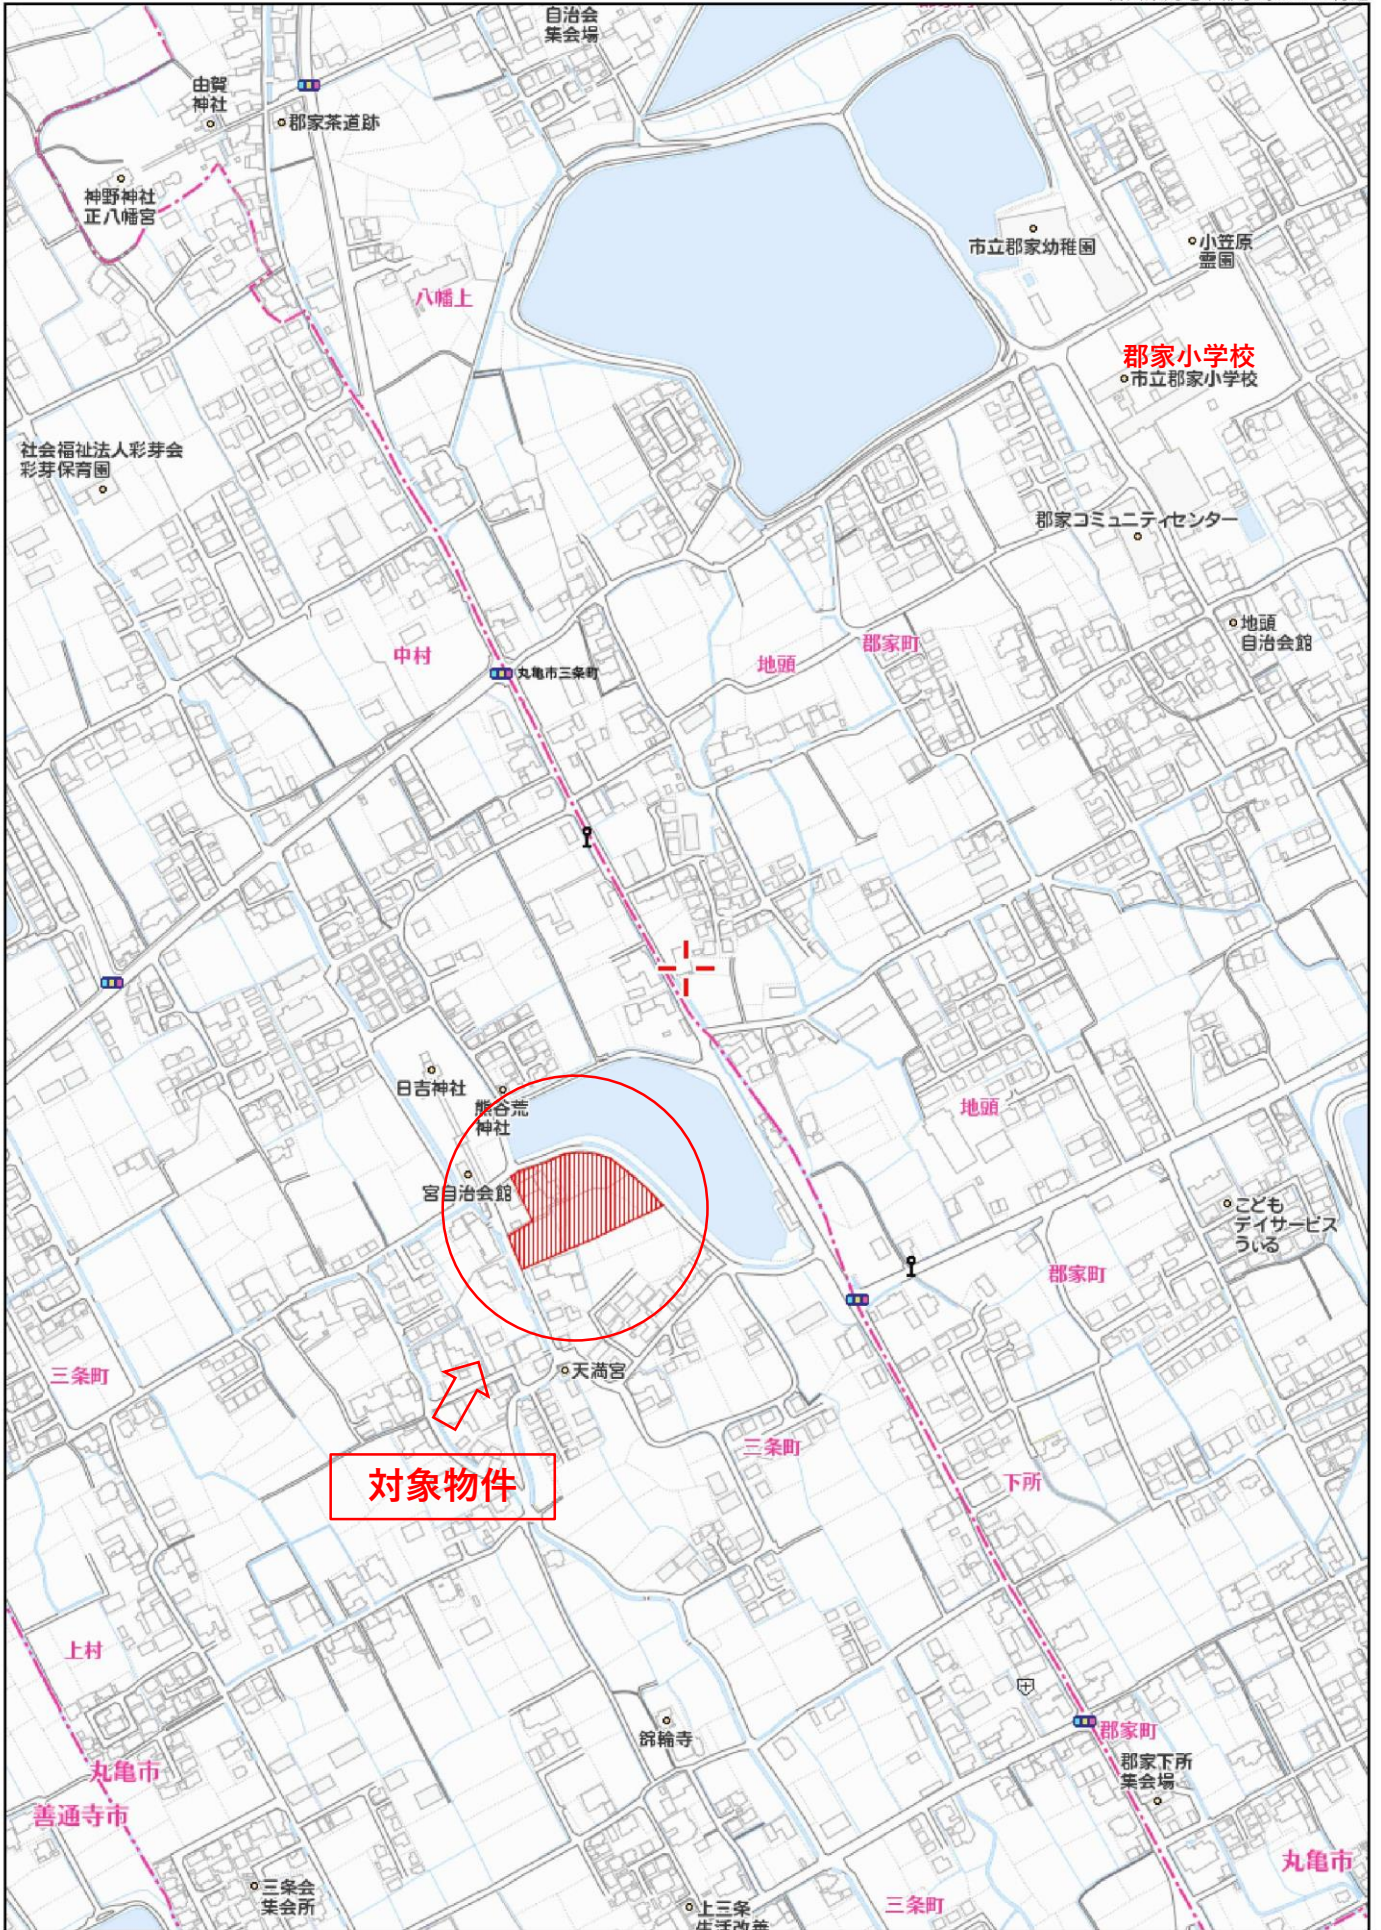 自治会
集会場
由賀
神社
郡家茶道跡
神野神社
正八幡宮
市立郡家幼稚園
小笠原
霊園
八幡上
郡家小学校
市立郡家小学校
社会福祉法人彩芽会
彩芽保育園
郡家コミュニティセンター
地頭
自治会館
中村
郡家町
地頭
丸亀市三条町
日吉神社
熊谷荒
神社
地頭
宮自治会館
こども
デイサービス
うぃる
郡家町
三条町
天満宮
三条町
対象物件
下所
上村
錦輪寺
郡家町
郡家下所
集会場
丸亀市
善通寺市
丸亀市
三条会
集会所
三条町
上三条
生活改善